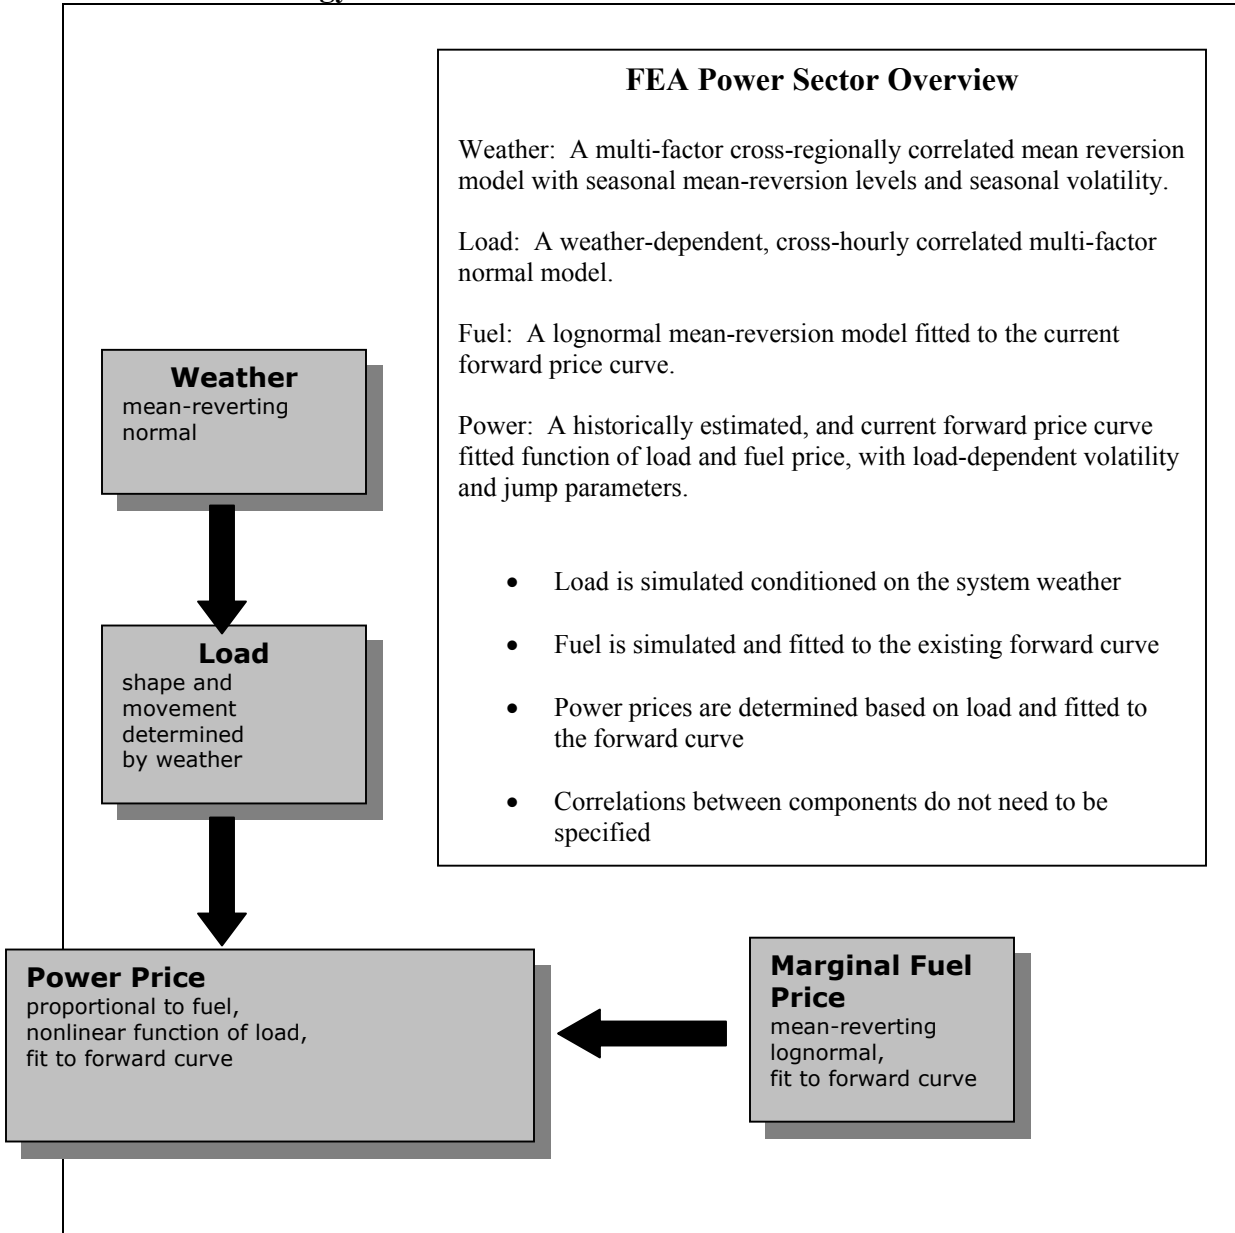 FEA Power Sector Overview
Weather:  A multi-factor cross-regionally correlated mean reversion
model with seasonal mean-reversion levels and seasonal volatility.
Load:  A weather-dependent, cross-hourly correlated multi-factor
normal model.
Fuel:  A lognormal mean-reversion model fitted to the current
forward price curve.
Power:  A historically estimated, and current forward price curve
fitted function of load and fuel price, with load-dependent volatility
and jump parameters.
• Load is simulated conditioned on the system weather
• Fuel is simulated and fitted to the existing forward curve
• Power prices are determined based on load and fitted to
the forward curve
• Correlations between components do not need to be
specified
Weather
mean-reverting
normal
Load
shape and
movement
determined
by weather
Power Price
proportional to fuel,
nonlinear function of load,
fit to forward curve
Marginal Fuel
Price
mean-reverting
lognormal,
fit to forward curve